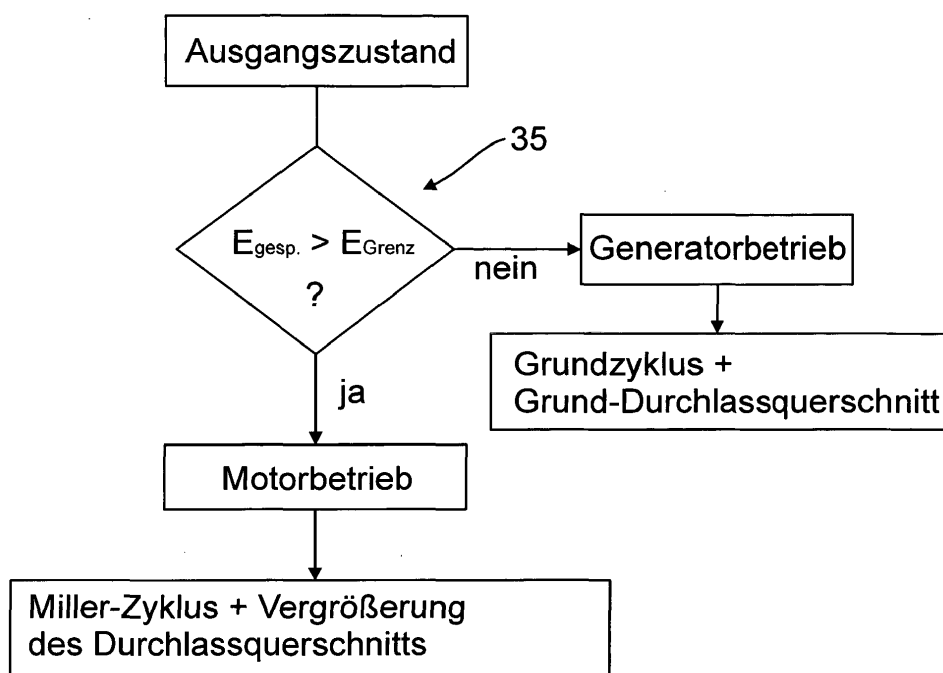 Ausgangszustand
35
Egesp. > EGrenz
?
nein
Generatorbetrieb
Grundzyklus +
Grund-Durchlassquerschnitt
ja
Motorbetrieb
Miller-Zyklus + Vergrößerung
des Durchlassquerschnitts